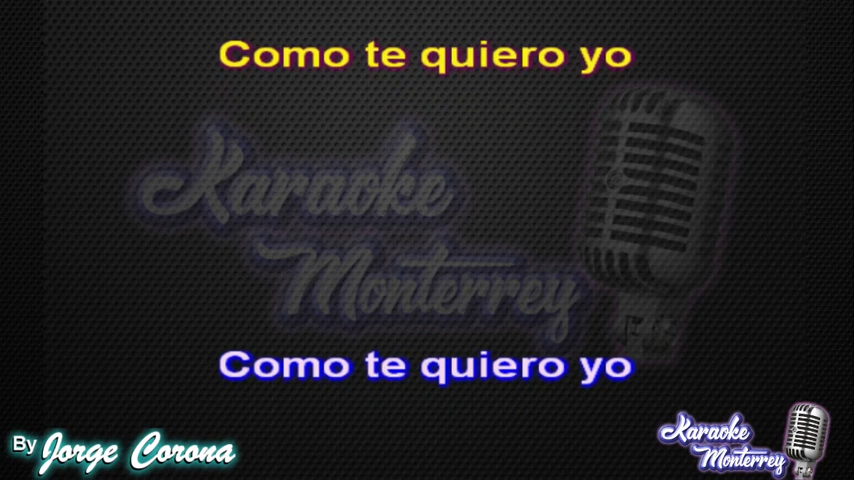 Como te quiero yo
Karaoke
Monterrey
Como te quiero yo
By Jorge Corona
Karaoke
Monterrey